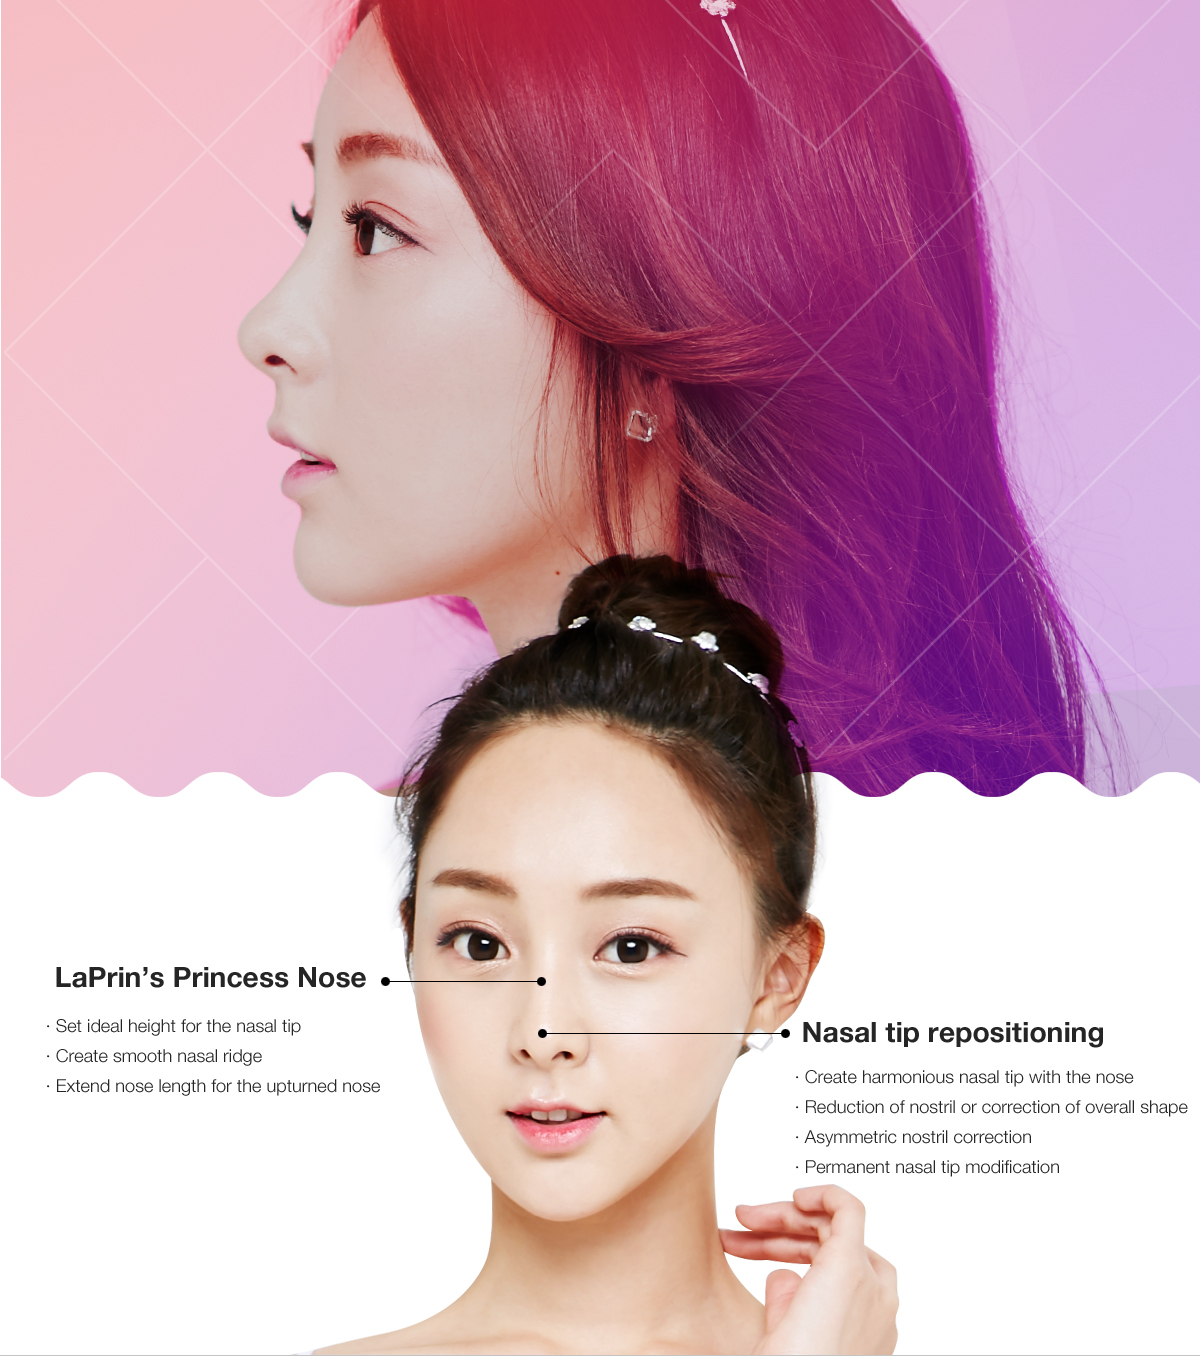 LaPrin’s Princess Nose
· Set ideal height for the nasal tip
· Create smooth nasal ridge
· Extend nose length for the upturned nose
Nasal tip repositioning
· Create harmonious nasal tip with the nose
· Reduction of nostril or correction of overall shape
· Asymmetric nostril correction
· Permanent nasal tip modification